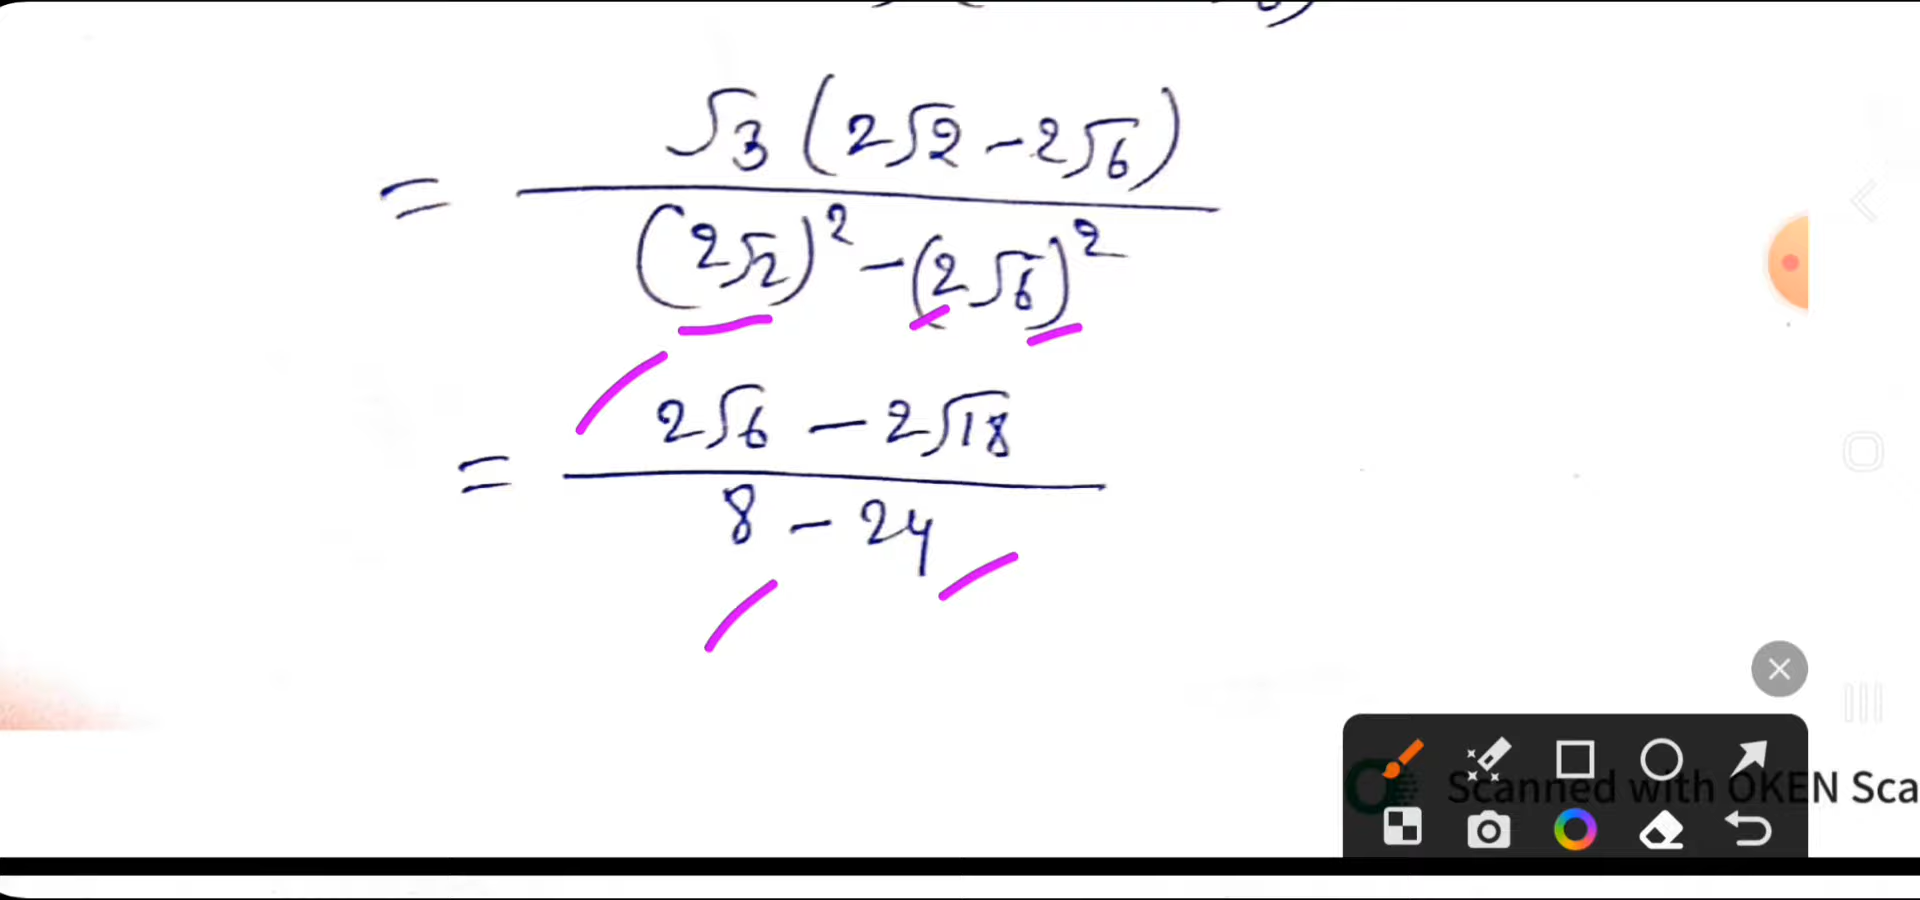 = √3 (2√2 - 2√6) / (2√2)² - (2√6)²
= 2√6 - 2√18 / 8 - 24
Scanned with OKEN Sca